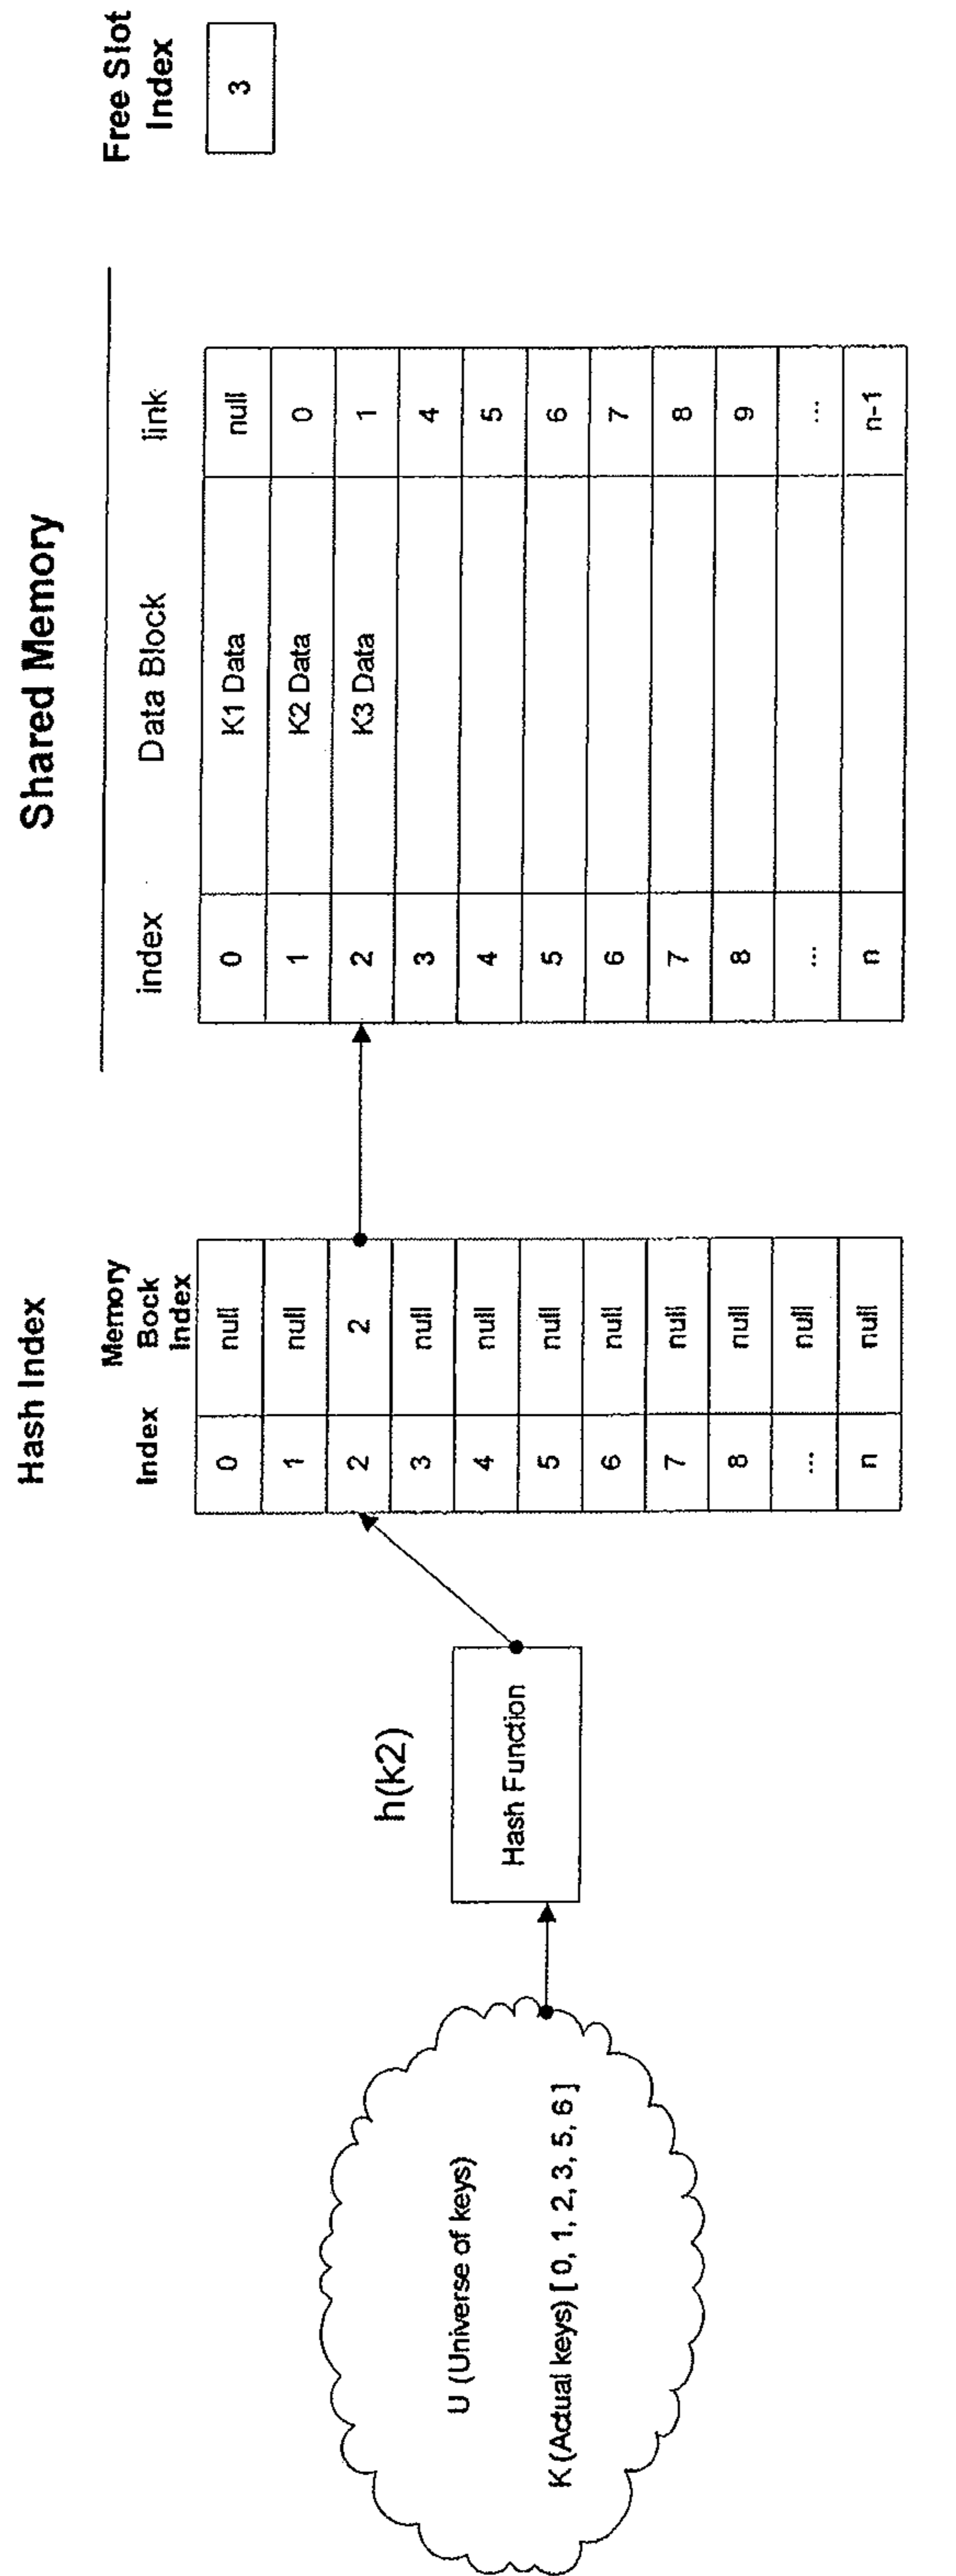 Hash Index
Shared Memory
Free Slot
Index
3
Index
Memory
Bock
Index
index
Data Block
link
0 null
1 null
2 2
3 null
4 null
5 null
6 null
7 null
8 null
... null
n null
0 K1 Data null
1 K2 Data 0
2 K3 Data 1
3 4
4 5
5 6
6 7
7 8
8 9
... ...
n n-1
h(k2)
Hash Function
U (Universe of keys)
K (Actual keys) [ 0, 1, 2, 3, 5, 6 ]